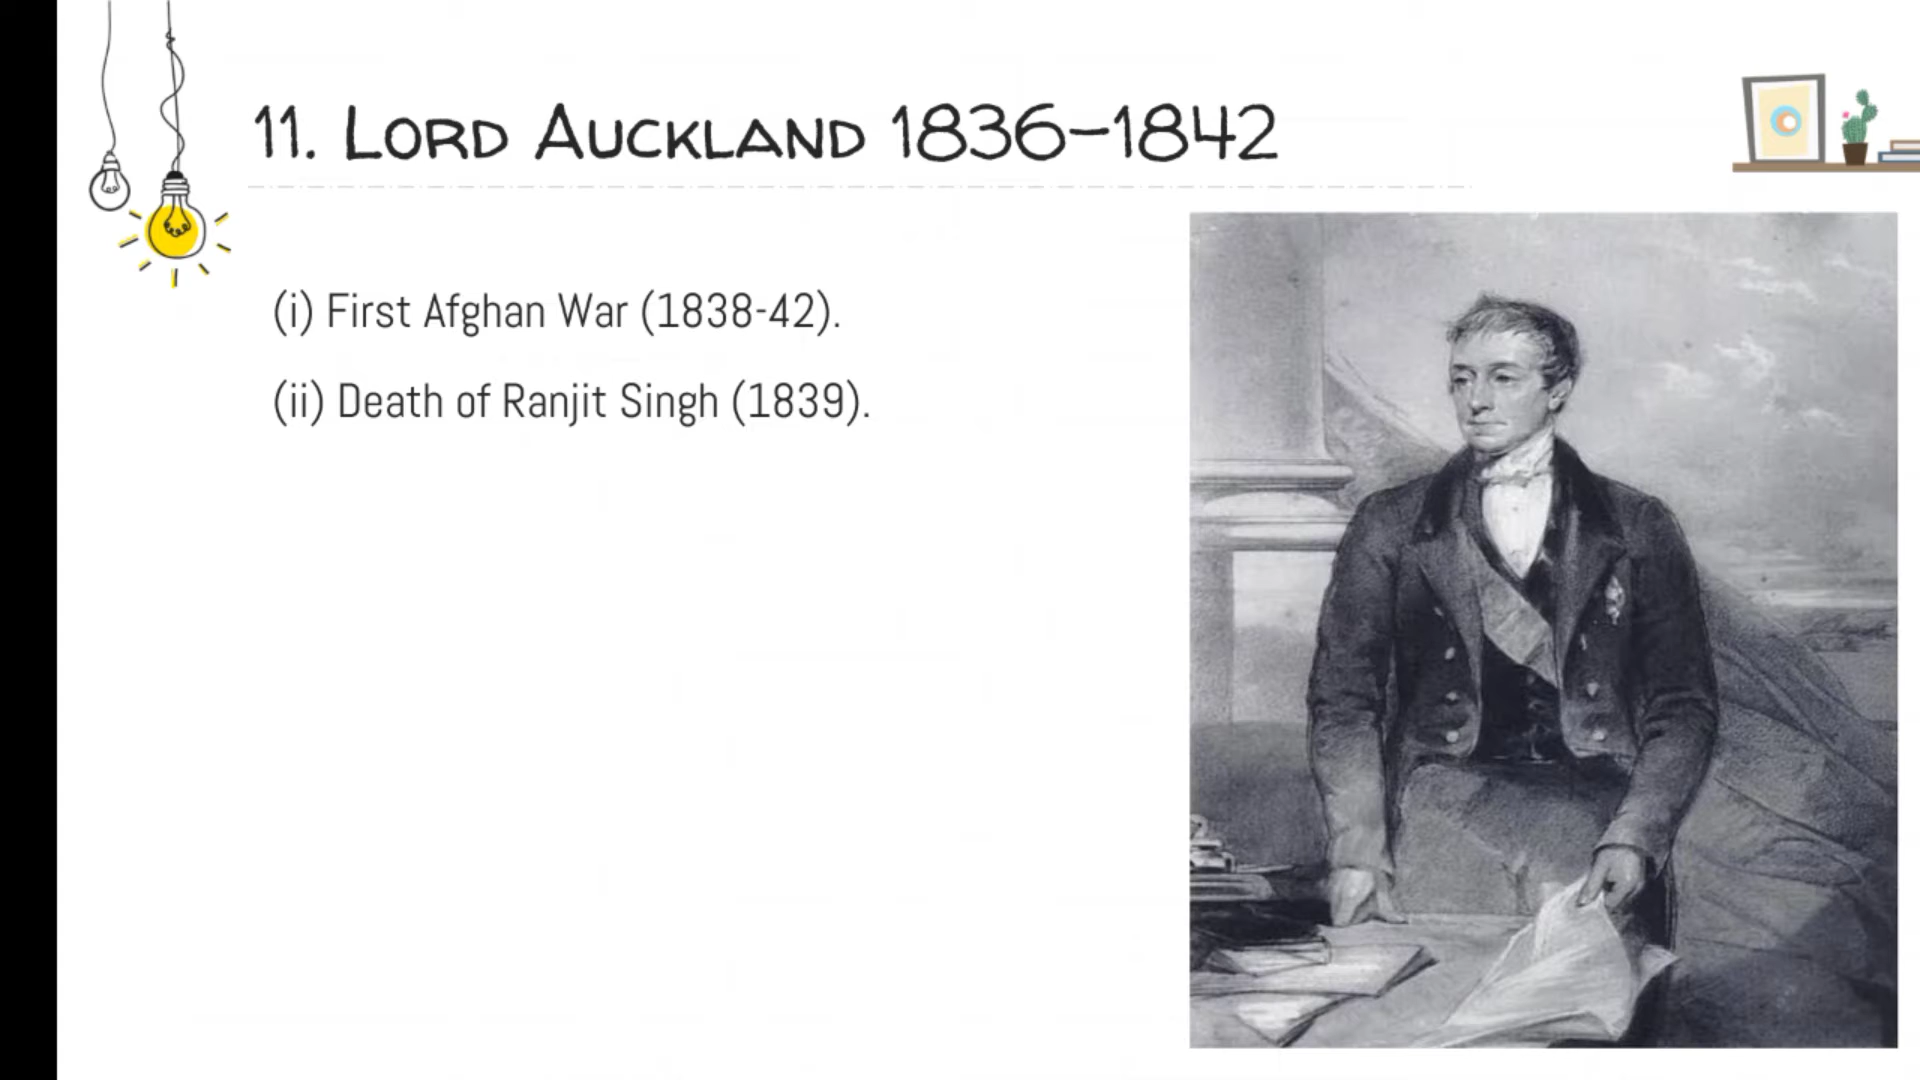 11. Lord Auckland 1836–1842
(i) First Afghan War (1838-42).
(ii) Death of Ranjit Singh (1839).